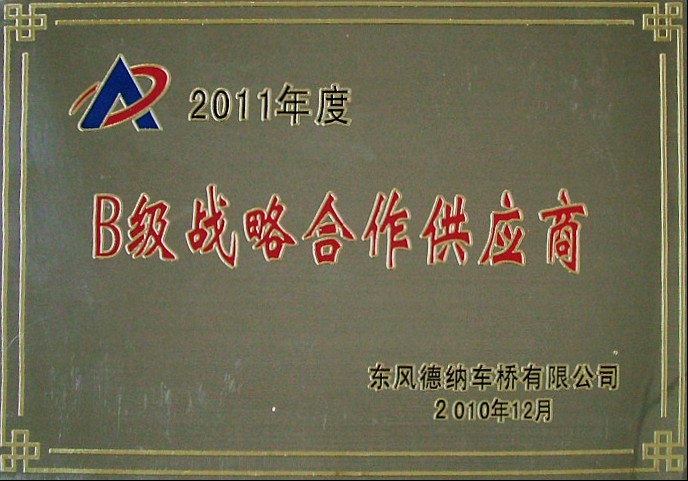 2011年度
B级战略合作供应商
东风德纳车桥有限公司
2010年12月